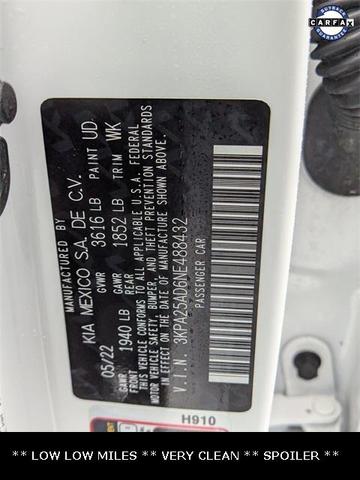 OUTREACH
CARFAX
MANUFACTURED BY
KIA MEXICO S.A. DE C.V.
05/22 GVWR 3616 LB PAINT UD
GAWR FRONT 1940 LB GAWR REAR 1852 LB TRIM WK
THIS VEHICLE CONFORMS TO ALL APPLICABLE U.S.A. FEDERAL
MOTOR VEHICLE SAFETY, BUMPER, AND THEFT PREVENTION STANDARDS
IN EFFECT ON THE DATE OF MANUFACTURE SHOWN ABOVE.
V.I.N. : 3KPA25AD6NE488432
PASSENGER CAR
H910
** LOW LOW MILES ** VERY CLEAN ** SPOILER **